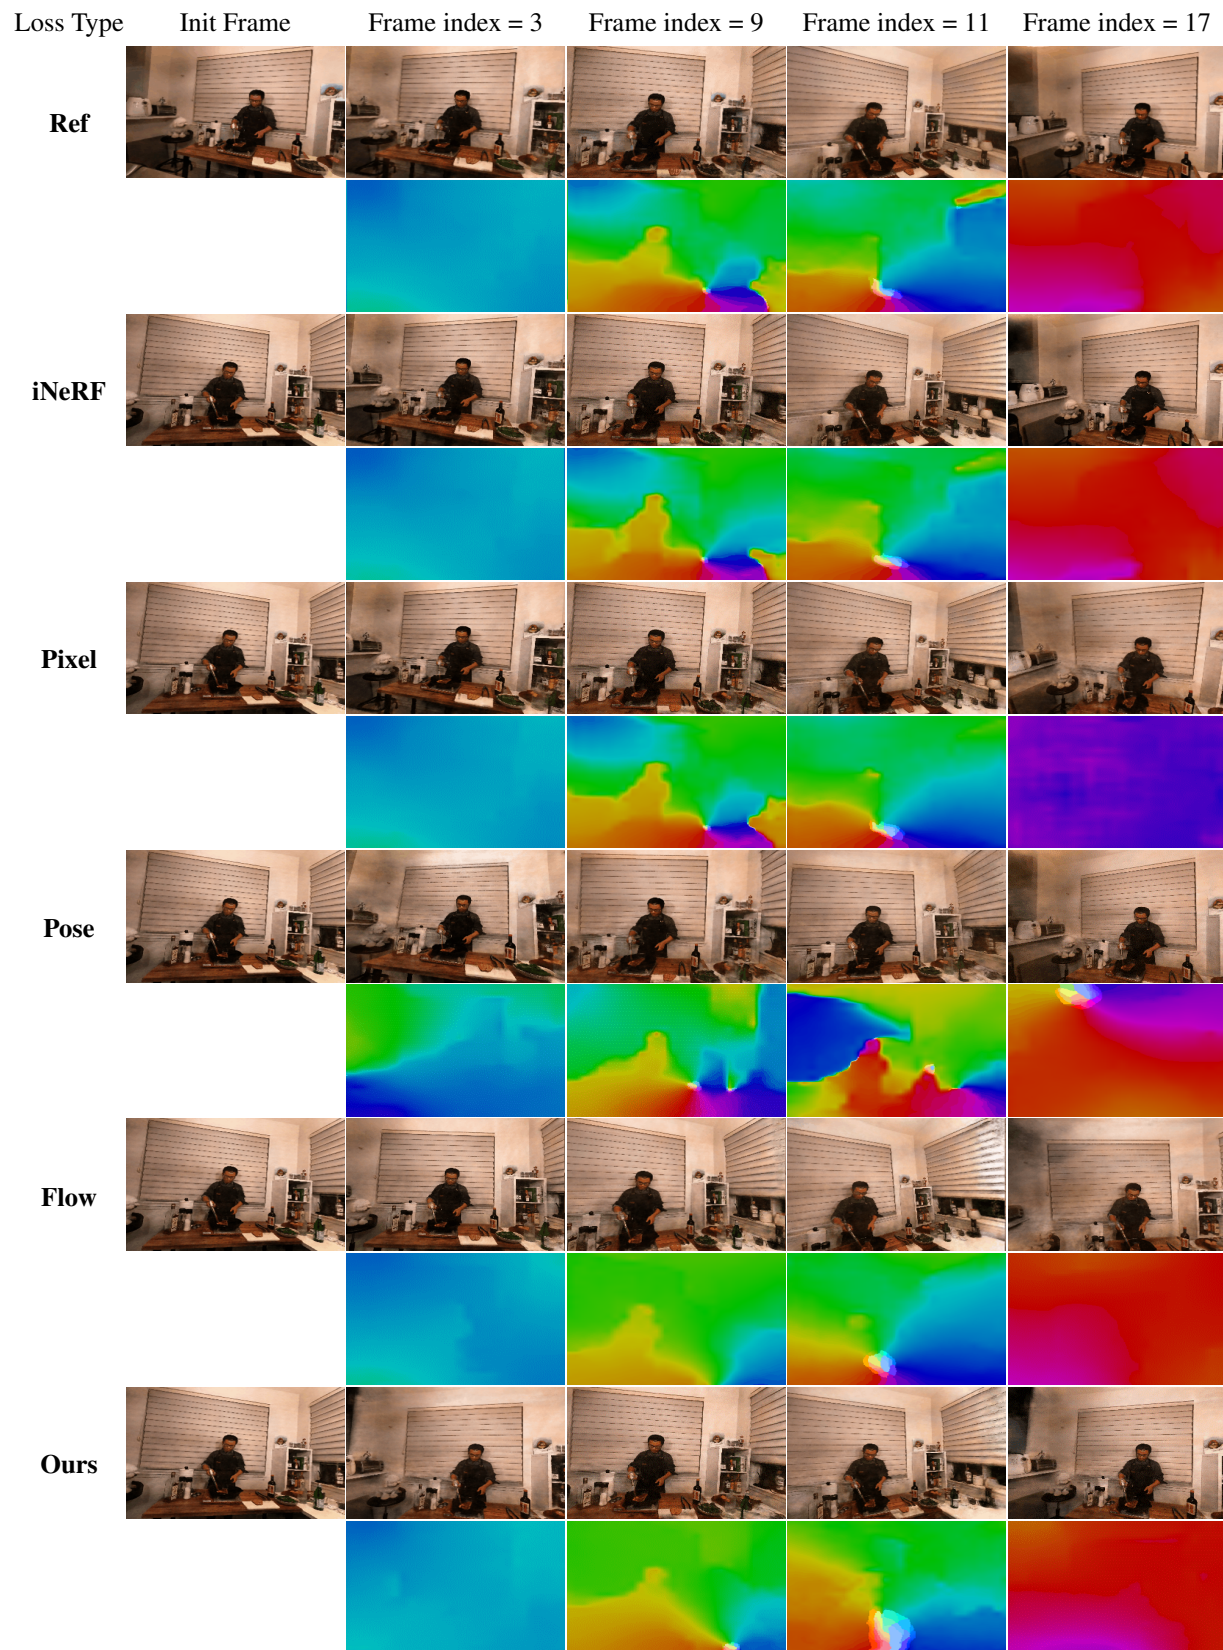 Loss Type Init Frame Frame index = 3 Frame index = 9 Frame index = 11 Frame index = 17
Ref
iNeRF
Pixel
Pose
Flow
Ours